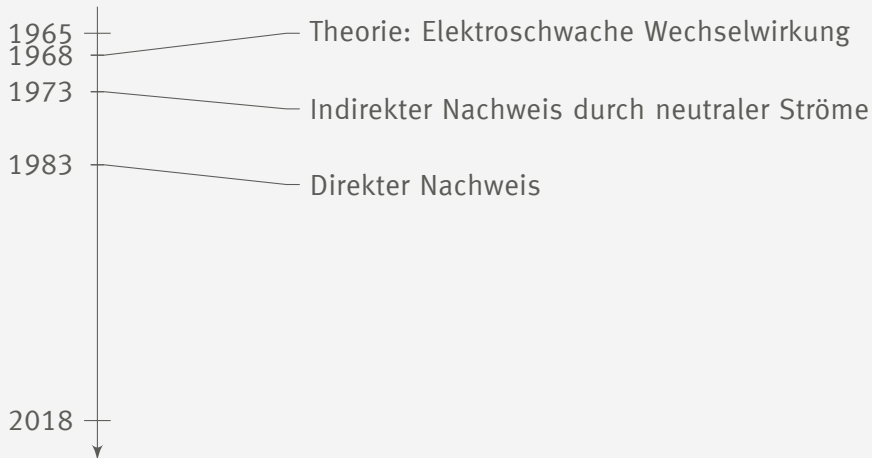 1965
1968 Theorie: Elektroschwache Wechselwirkung
1973 Indirekter Nachweis durch neutraler Ströme
1983 Direkter Nachweis
2018